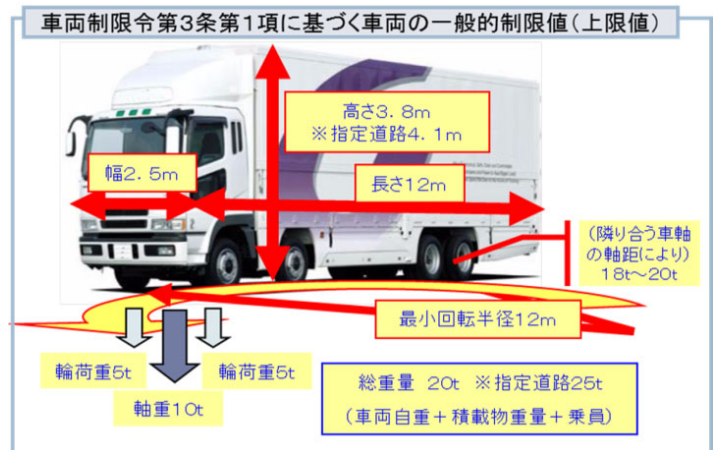 車両制限令第3条第1項に基づく車両の一般的制限値(上限値)
高さ3.8m
※指定道路4.1m
幅2.5m
長さ12m
(隣り合う車軸
の軸距により)
18t～20t
最小回転半径12m
輪荷重5t
輪荷重5t
軸重10t
総重量 20t ※指定道路25t
(車両自重+積載物重量+乗員)